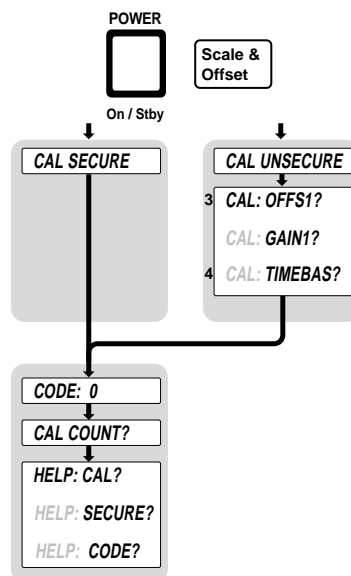 POWER
Scale &
Offset
On / Stby
CAL SECURE
CAL UNSECURE
3 CAL: OFFS1?
CAL: GAIN1?
4 CAL: TIMEBAS?
CODE: 0
CAL COUNT?
HELP: CAL?
HELP: SECURE?
HELP: CODE?